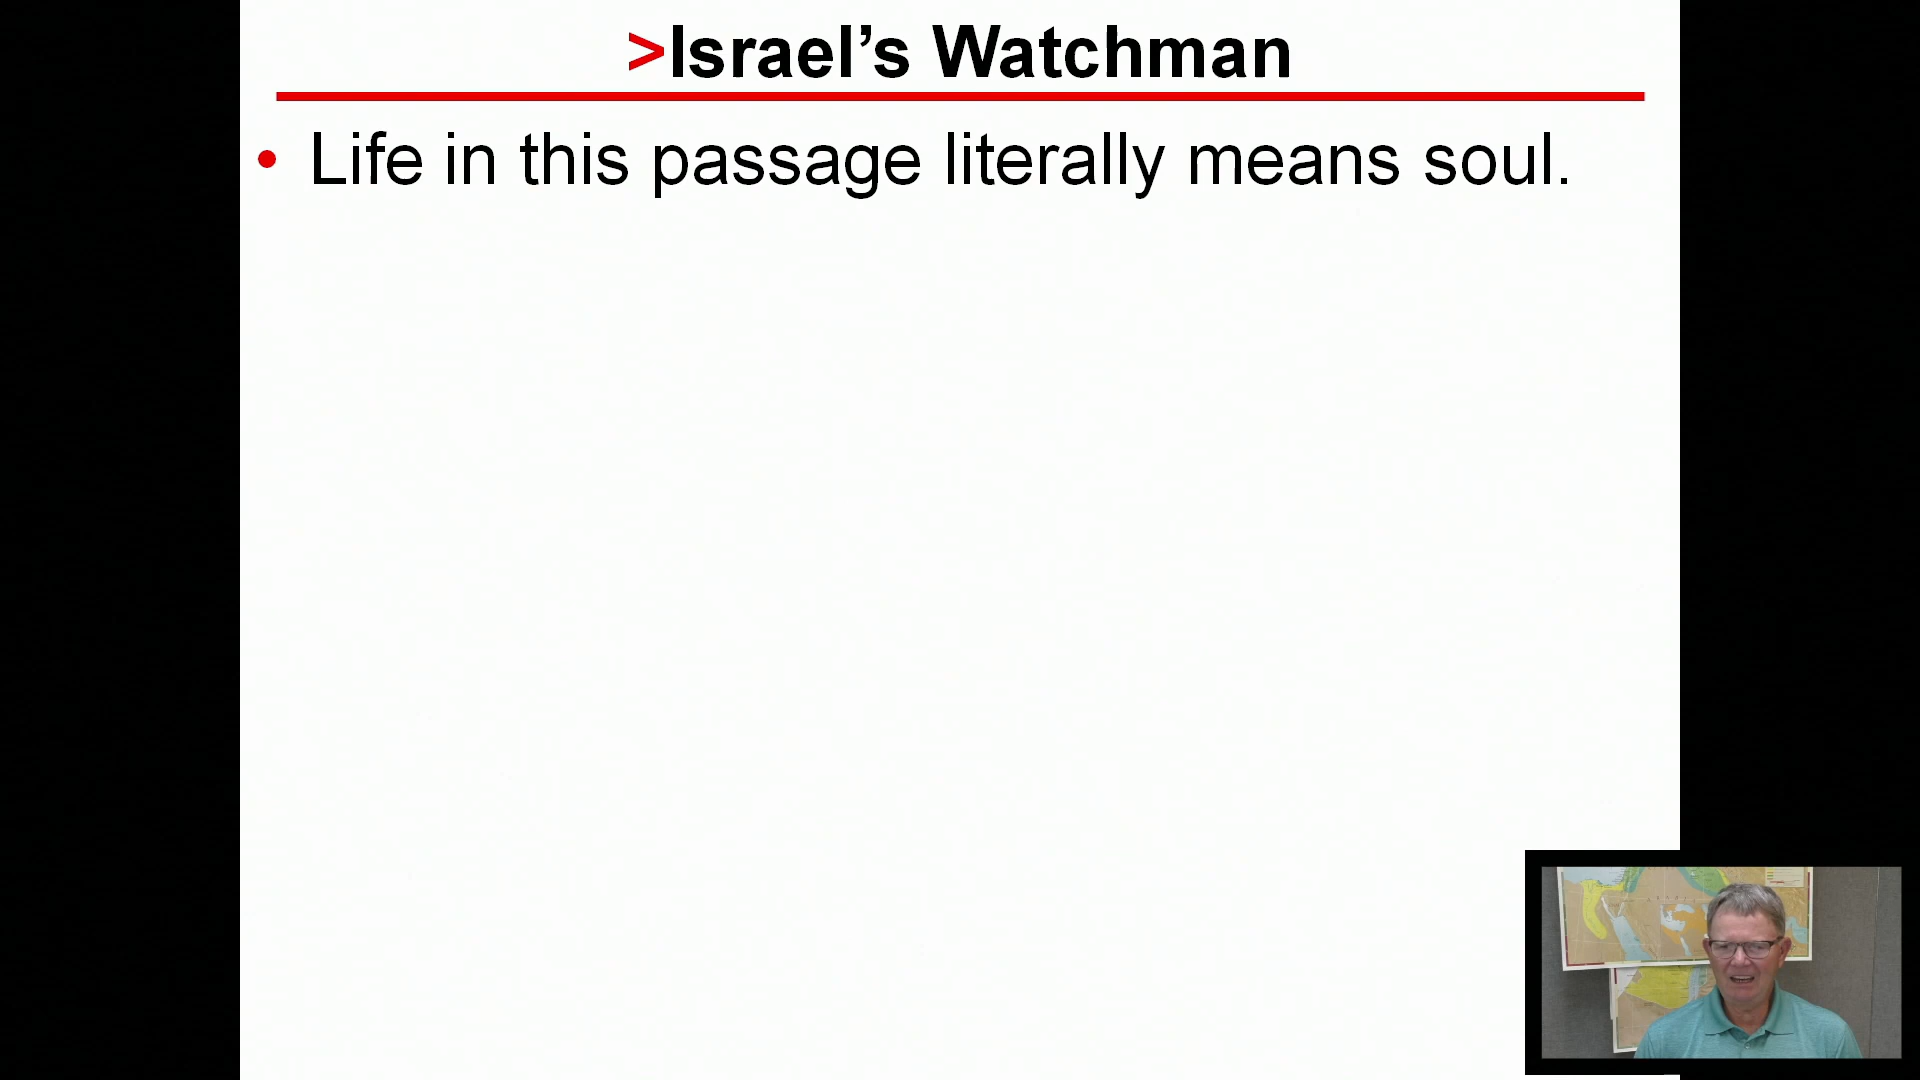 >Israel’s Watchman
• Life in this passage literally means soul.